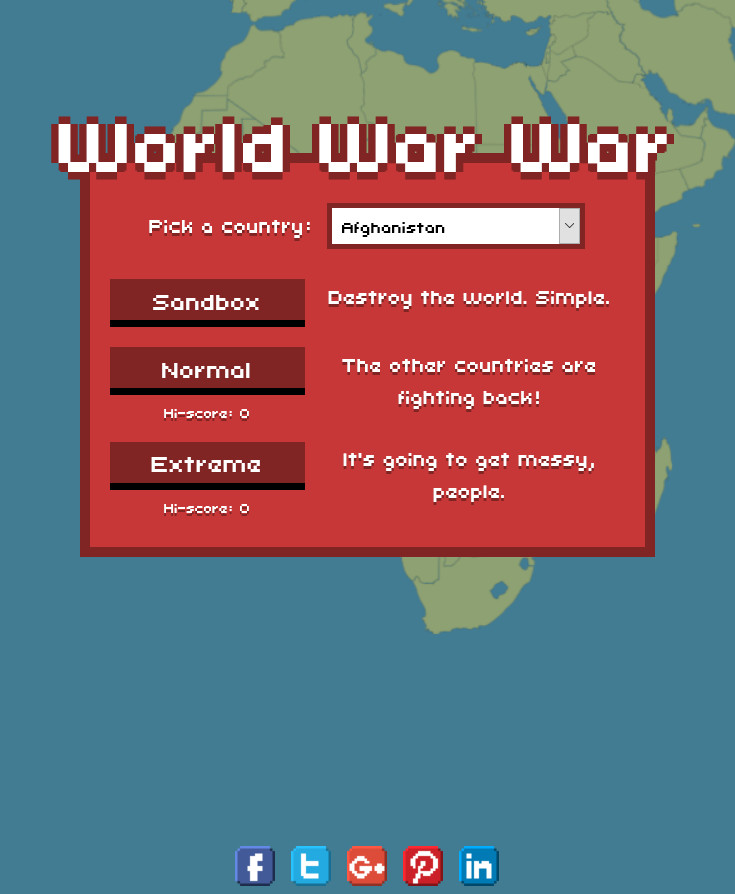 World War War
Pick a country: Afghanistan
Sandbox
Destroy the world. Simple.
Normal
Hi-score: 0
The other countries are
fighting back!
Extreme
Hi-score: 0
It's going to get messy,
people.
f t G+ P in